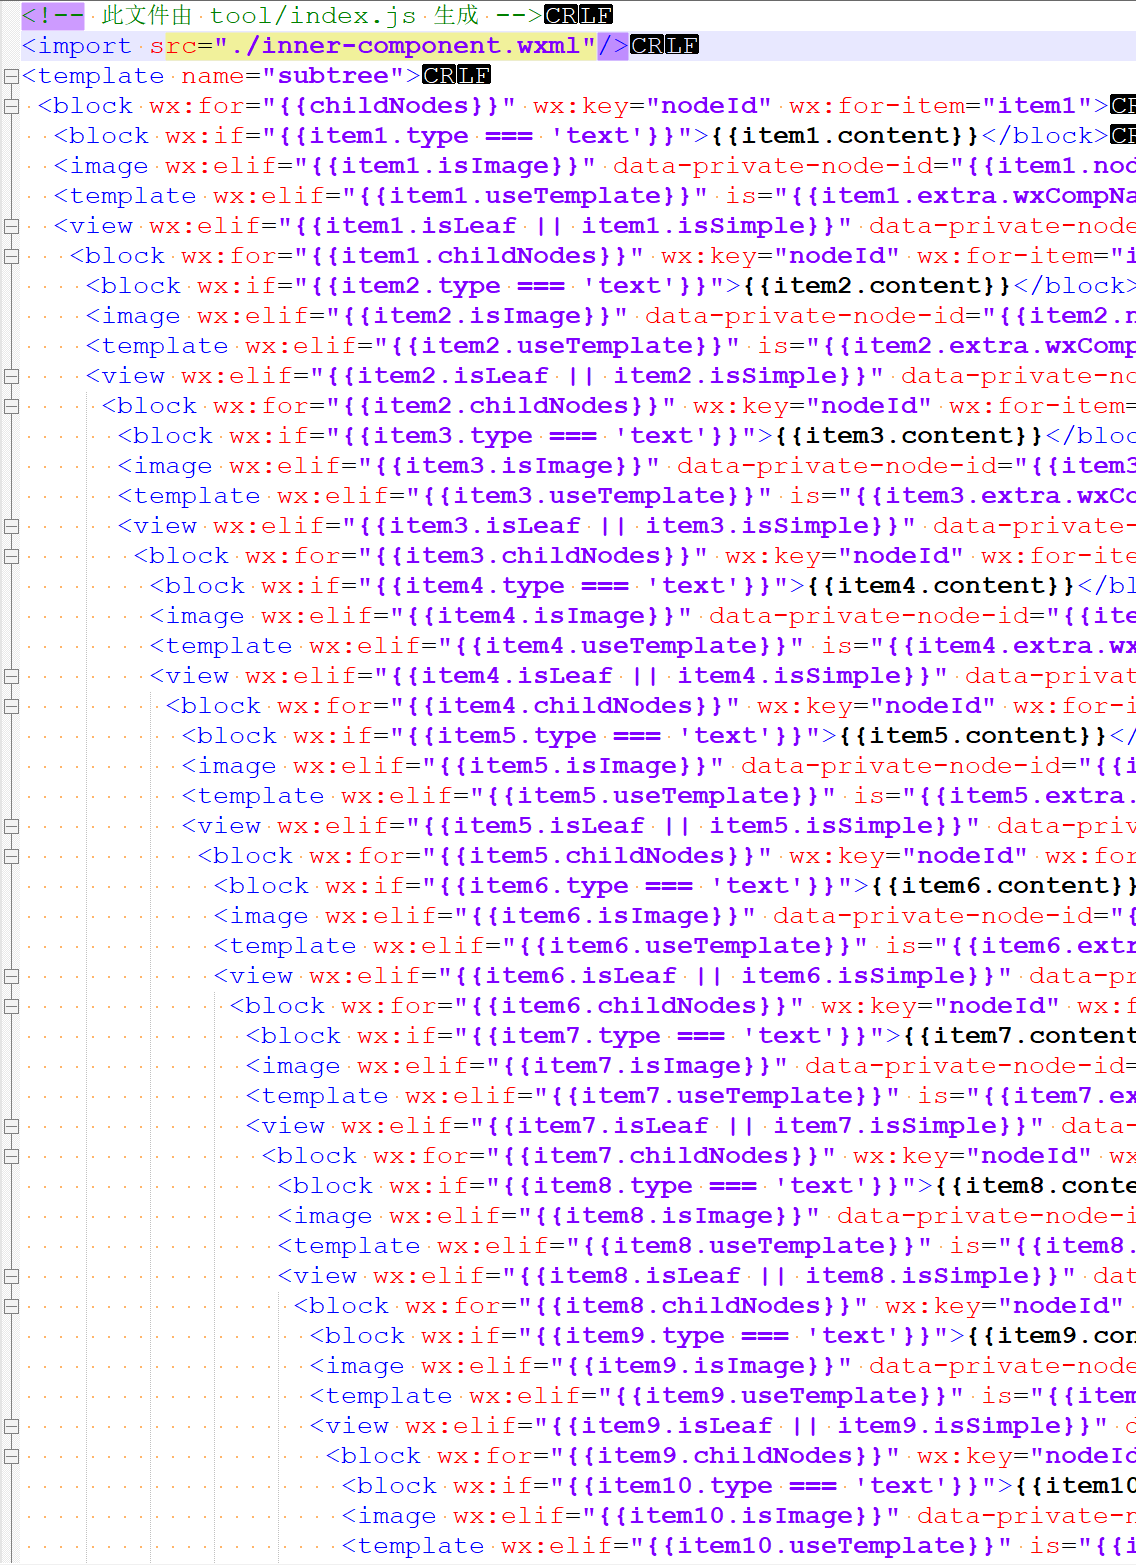 <!-- 此文件由 tool/index.js 生成 -->CRLF
<import src="./inner-component.wxml"/>CRLF
<template name="subtree">CRLF
<block wx:for="{{childNodes}}" wx:key="nodeId" wx:for-item="item1">CR
<block wx:if="{{item1.type === 'text'}}">{{item1.content}}</block>CR
<image wx:elif="{{item1.isImage}}" data-private-node-id="{{item1.nod
<template wx:elif="{{item1.useTemplate}}" is="{{item1.extra.wxCompNa
<view wx:elif="{{item1.isLeaf || item1.isSimple}}" data-private-node
<block wx:for="{{item1.childNodes}}" wx:key="nodeId" wx:for-item="i
<block wx:if="{{item2.type === 'text'}}">{{item2.content}}</block>
<image wx:elif="{{item2.isImage}}" data-private-node-id="{{item2.n
<template wx:elif="{{item2.useTemplate}}" is="{{item2.extra.wxComp
<view wx:elif="{{item2.isLeaf || item2.isSimple}}" data-private-no
<block wx:for="{{item2.childNodes}}" wx:key="nodeId" wx:for-item=
<block wx:if="{{item3.type === 'text'}}">{{item3.content}}</bloc
<image wx:elif="{{item3.isImage}}" data-private-node-id="{{item3
<template wx:elif="{{item3.useTemplate}}" is="{{item3.extra.wxCo
<view wx:elif="{{item3.isLeaf || item3.isSimple}}" data-private-
<block wx:for="{{item3.childNodes}}" wx:key="nodeId" wx:for-ite
<block wx:if="{{item4.type === 'text'}}">{{item4.content}}</bl
<image wx:elif="{{item4.isImage}}" data-private-node-id="{{ite
<template wx:elif="{{item4.useTemplate}}" is="{{item4.extra.wx
<view wx:elif="{{item4.isLeaf || item4.isSimple}}" data-privat
<block wx:for="{{item4.childNodes}}" wx:key="nodeId" wx:for-i
<block wx:if="{{item5.type === 'text'}}">{{item5.content}}</
<image wx:elif="{{item5.isImage}}" data-private-node-id="{{i
<template wx:elif="{{item5.useTemplate}}" is="{{item5.extra.
<view wx:elif="{{item5.isLeaf || item5.isSimple}}" data-priv
<block wx:for="{{item5.childNodes}}" wx:key="nodeId" wx:for
<block wx:if="{{item6.type === 'text'}}">{{item6.content}}
<image wx:elif="{{item6.isImage}}" data-private-node-id="{
<template wx:elif="{{item6.useTemplate}}" is="{{item6.extr
<view wx:elif="{{item6.isLeaf || item6.isSimple}}" data-pr
<block wx:for="{{item6.childNodes}}" wx:key="nodeId" wx:f
<block wx:if="{{item7.type === 'text'}}">{{item7.content
<image wx:elif="{{item7.isImage}}" data-private-node-id=
<template wx:elif="{{item7.useTemplate}}" is="{{item7.ex
<view wx:elif="{{item7.isLeaf || item7.isSimple}}" data-
<block wx:for="{{item7.childNodes}}" wx:key="nodeId" wx
<block wx:if="{{item8.type === 'text'}}">{{item8.conte
<image wx:elif="{{item8.isImage}}" data-private-node-i
<template wx:elif="{{item8.useTemplate}}" is="{{item8.
<view wx:elif="{{item8.isLeaf || item8.isSimple}}" dat
<block wx:for="{{item8.childNodes}}" wx:key="nodeId"
<block wx:if="{{item9.type === 'text'}}">{{item9.con
<image wx:elif="{{item9.isImage}}" data-private-node
<template wx:elif="{{item9.useTemplate}}" is="{{item
<view wx:elif="{{item9.isLeaf || item9.isSimple}}" d
<block wx:for="{{item9.childNodes}}" wx:key="nodeId
<block wx:if="{{item10.type === 'text'}}">{{item10
<image wx:elif="{{item10.isImage}}" data-private-n
<template wx:elif="{{item10.useTemplate}}" is="{{i